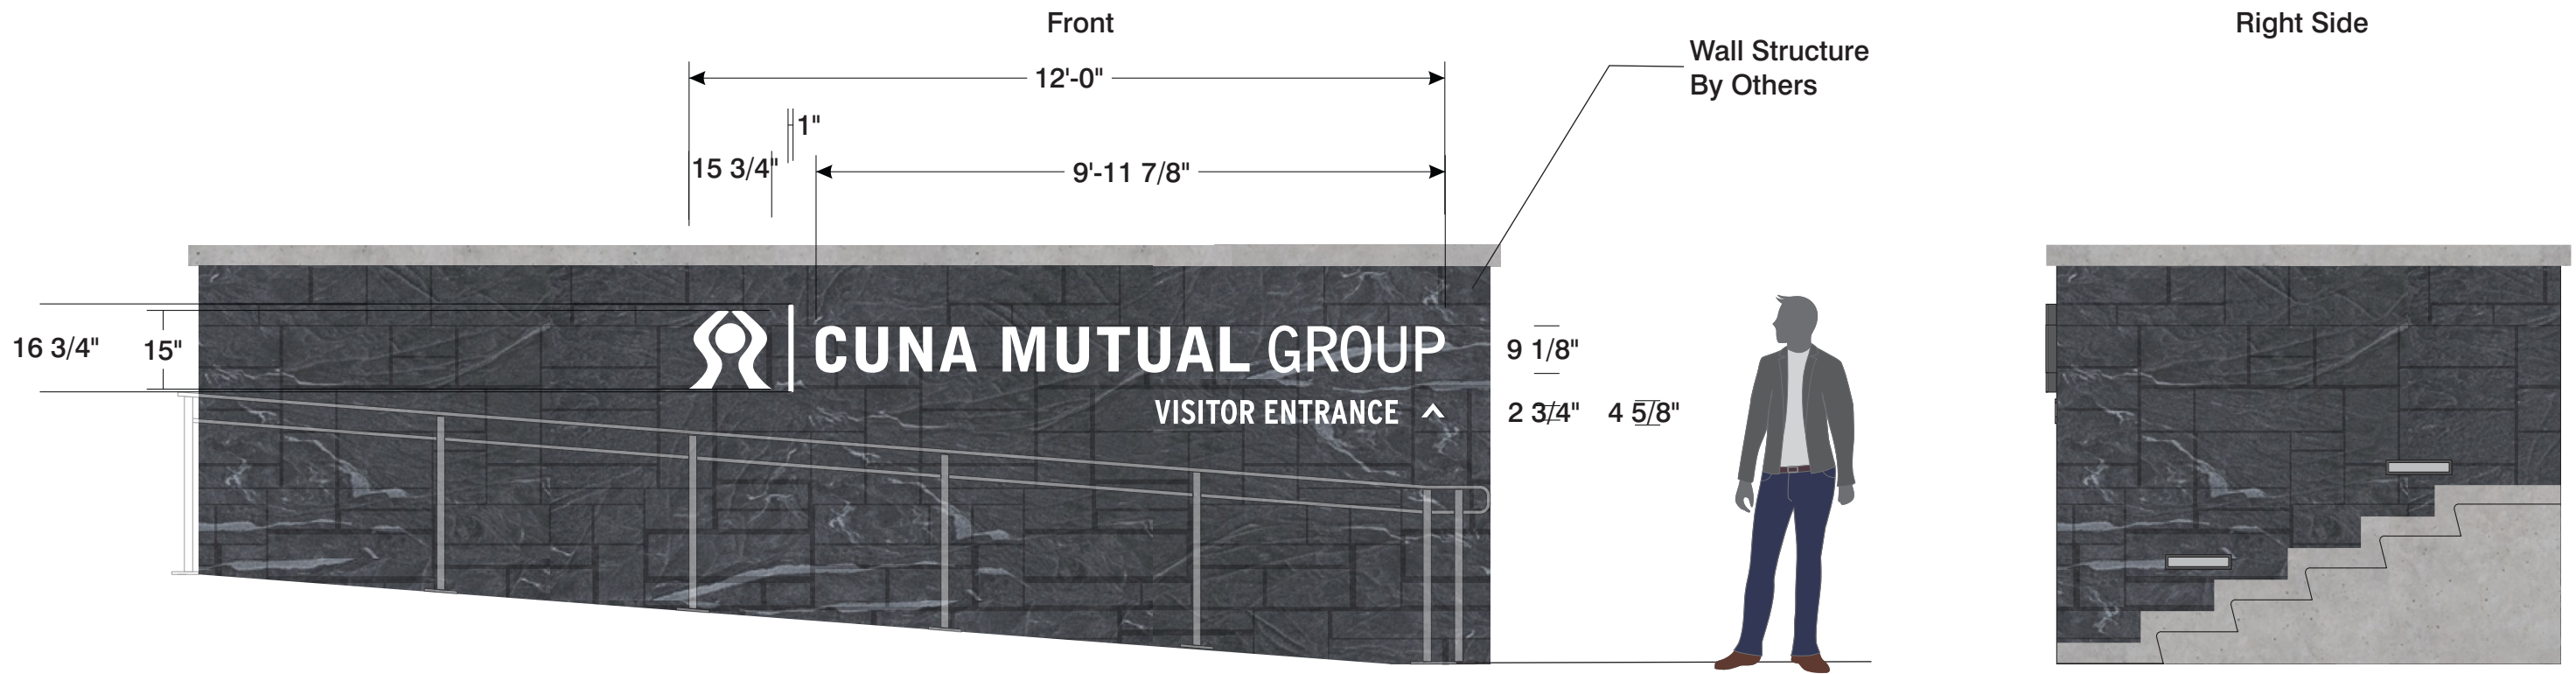 Front
Right Side
Wall Structure
By Others
12'-0"
1"
15 3/4"
9'-11 7/8"
16 3/4"
15"
CUNA MUTUAL GROUP
9 1/8"
VISITOR ENTRANCE
2 3/4"
4 5/8"